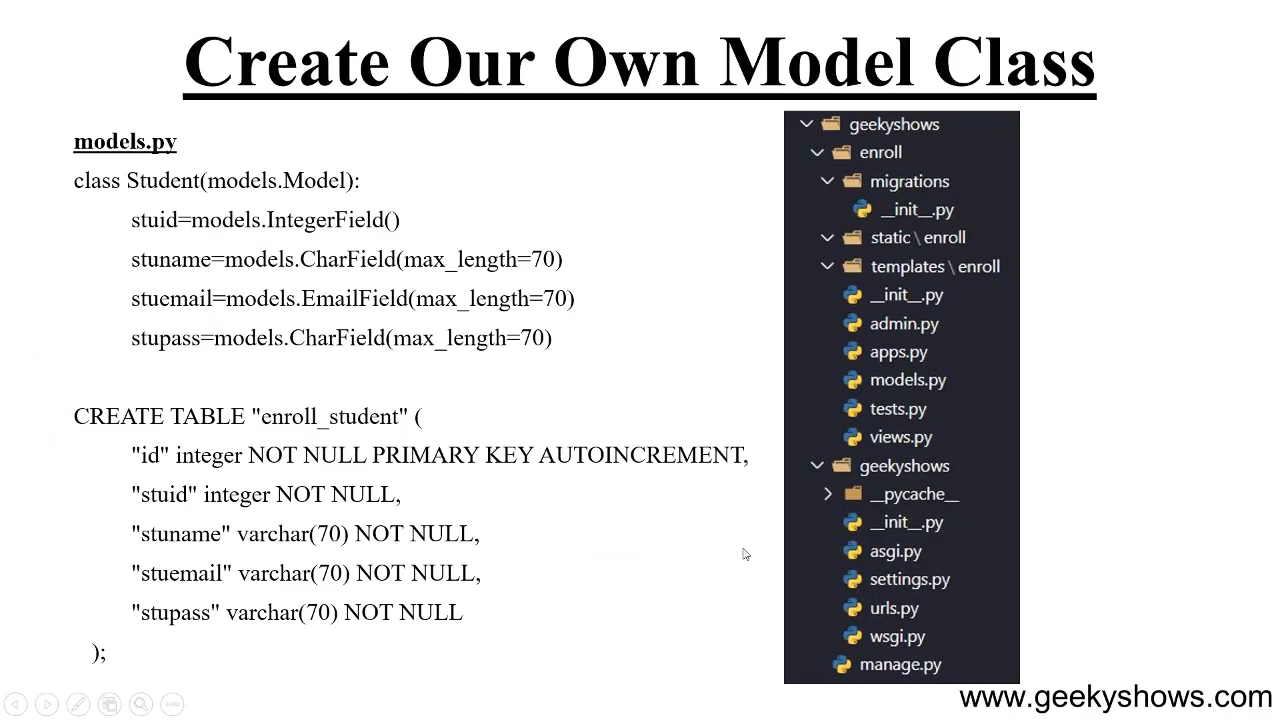 Create Our Own Model Class
models.py
class Student(models.Model):
stuid=models.IntegerField()
stuname=models.CharField(max_length=70)
stuemail=models.EmailField(max_length=70)
stupass=models.CharField(max_length=70)
CREATE TABLE "enroll_student" (
"id" integer NOT NULL PRIMARY KEY AUTOINCREMENT,
"stuid" integer NOT NULL,
"stuname" varchar(70) NOT NULL,
"stuemail" varchar(70) NOT NULL,
"stupass" varchar(70) NOT NULL
);
geekyshows
enroll
migrations
__init__.py
static \ enroll
templates \ enroll
__init__.py
admin.py
apps.py
models.py
tests.py
views.py
geekyshows
__pycache__
__init__.py
asgi.py
settings.py
urls.py
wsgi.py
manage.py
www.geekyshows.com